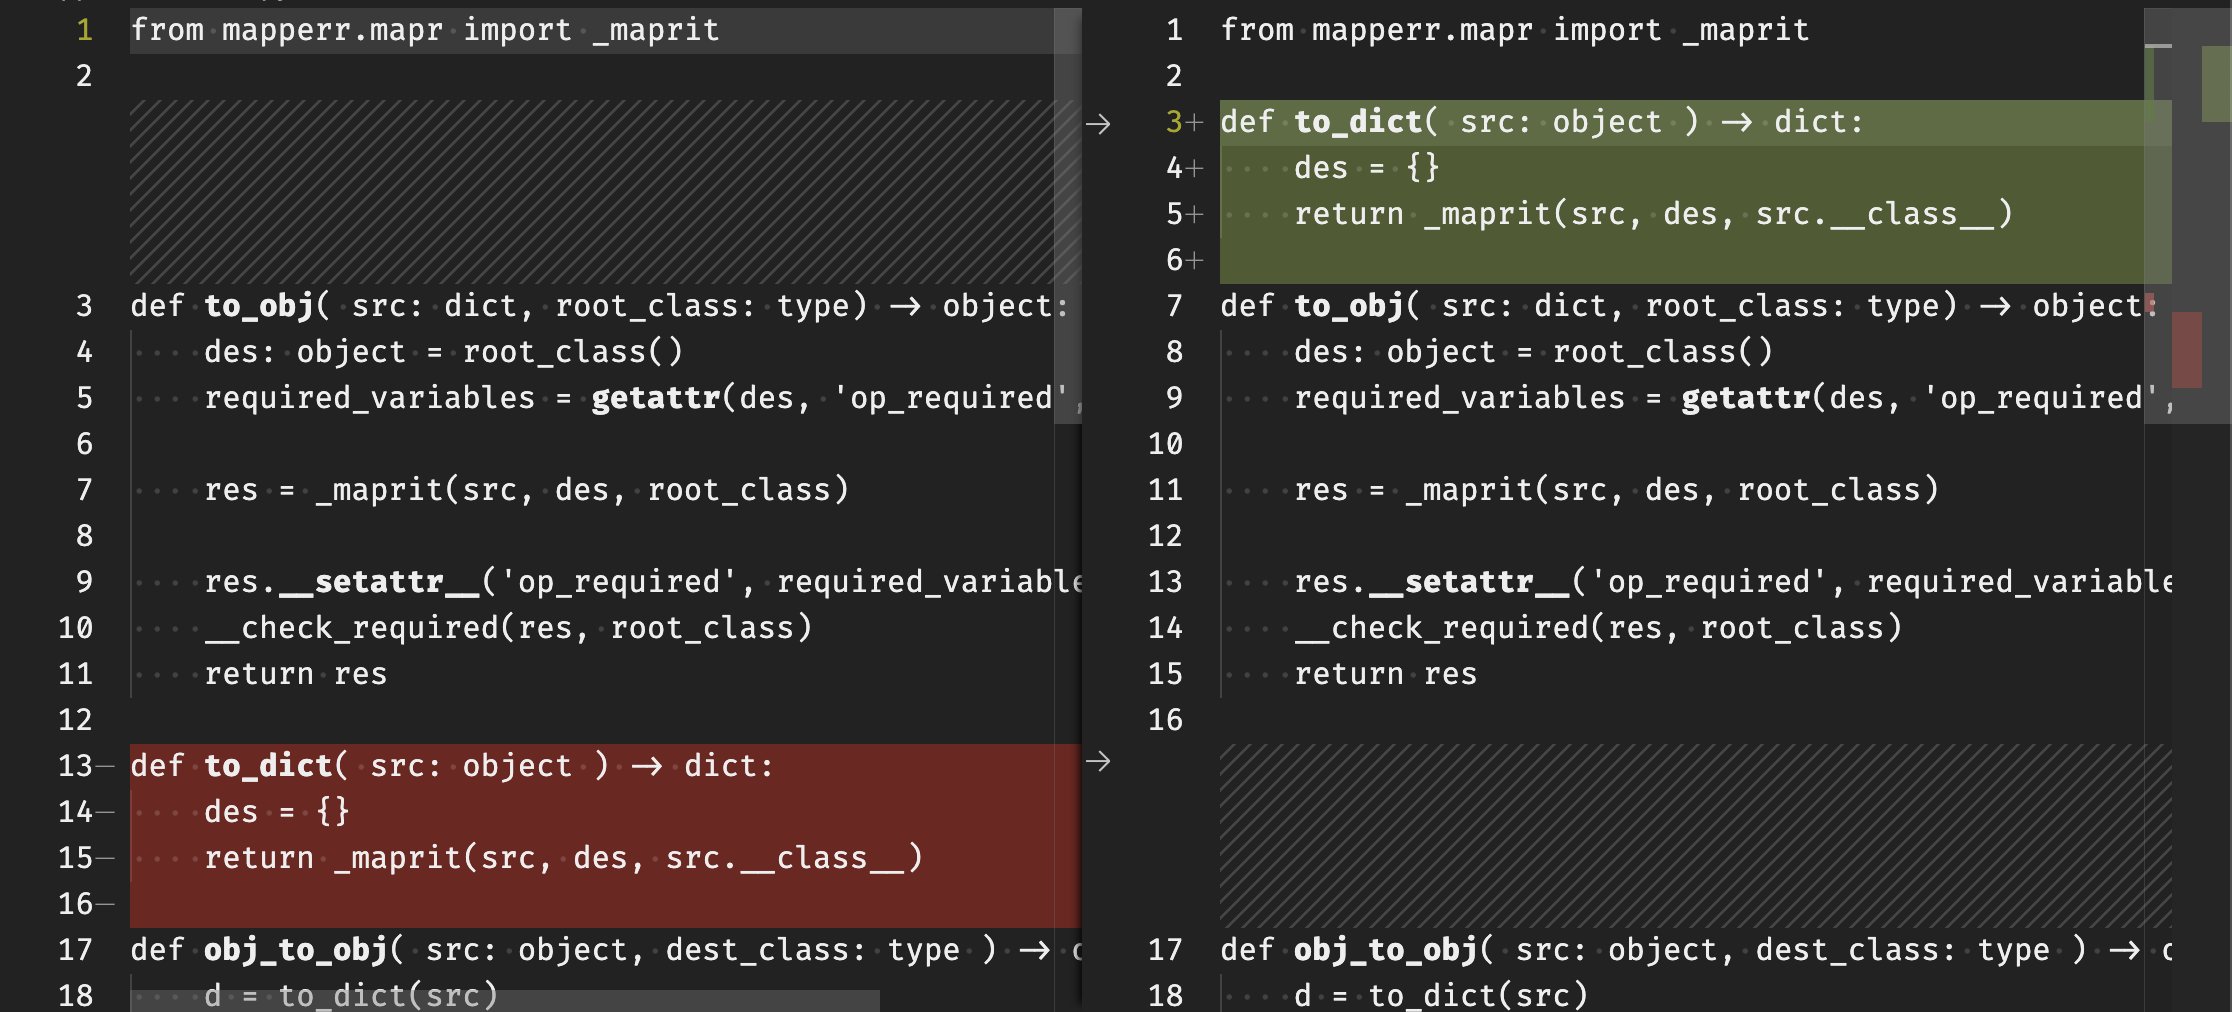 1 from mapperr.mapr import _maprit
2
3 def to_obj( src: dict, root_class: type) -> object:
4 des: object = root_class()
5 required_variables = getattr(des, 'op_required',
6
7 res = _maprit(src, des, root_class)
8
9 res.__setattr__('op_required', required_variable
10 __check_required(res, root_class)
11 return res
12
13— def to_dict( src: object ) -> dict:
14— des = {}
15— return _maprit(src, des, src.__class__)
16—
17 def obj_to_obj( src: object, dest_class: type ) ->
18 d = to_dict(src)
1 from mapperr.mapr import _maprit
2
→ 3+ def to_dict( src: object ) -> dict:
4+ des = {}
5+ return _maprit(src, des, src.__class__)
6+
7 def to_obj( src: dict, root_class: type) -> object:
8 des: object = root_class()
9 required_variables = getattr(des, 'op_required',
10
11 res = _maprit(src, des, root_class)
12
13 res.__setattr__('op_required', required_variable
14 __check_required(res, root_class)
15 return res
16
→
17 def obj_to_obj( src: object, dest_class: type ) ->
18 d = to_dict(src)